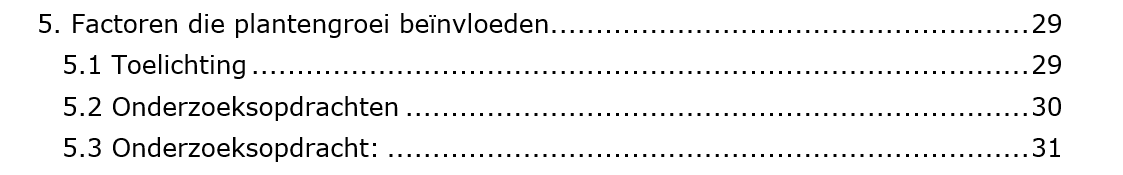 5. Factoren die plantengroei beïnvloeden......................................................29
5.1 Toelichting........................................................................................29
5.2 Onderzoeksopdrachten ......................................................................30
5.3 Onderzoeksopdracht: ........................................................................31